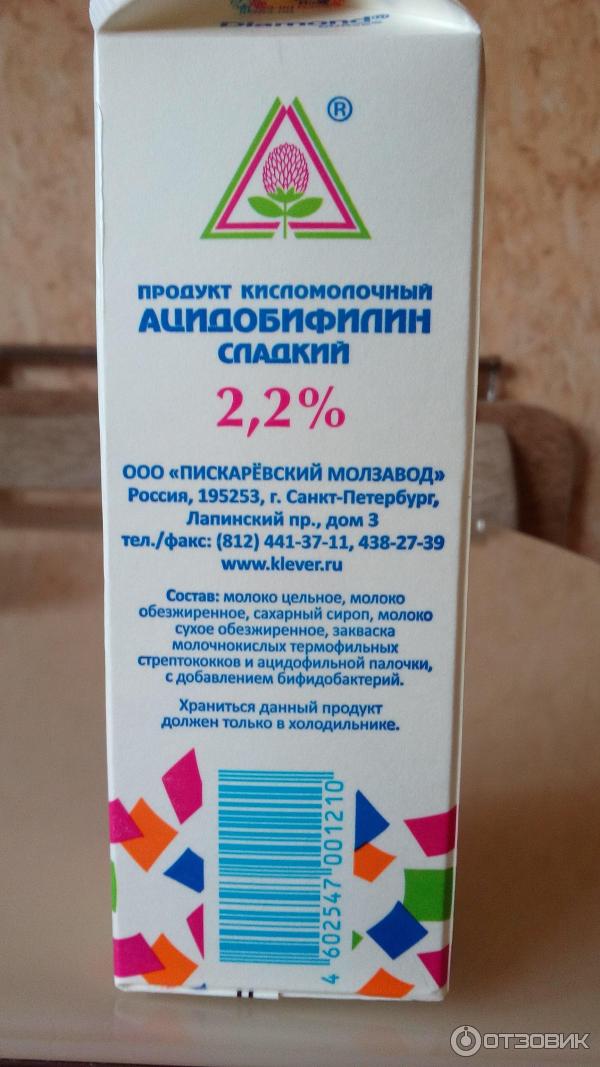 Diamond
®
ПРОДУКТ КИСЛОМОЛОЧНЫЙ
АЦИДОБИФИЛИН
СЛАДКИЙ
2,2%
ООО «ПИСКАРЁВСКИЙ МОЛЗАВОД»
Россия, 195253, г. Санкт-Петербург,
Лапинский пр., дом 3
тел./факс: (812) 441-37-11, 438-27-39
www.klever.ru
Состав: молоко цельное, молоко
обезжиренное, сахарный сироп, молоко
сухое обезжиренное, закваска
молочнокислых термофильных
стрептококков и ацидофильной палочки,
с добавлением бифидобактерий.
Храниться данный продукт
должен только в холодильнике.
4 602547 001210
ОТЗОВИК